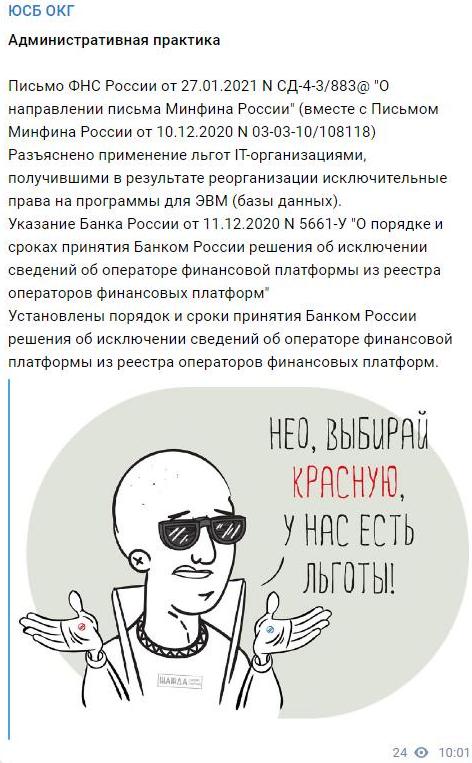 ЮСБ ОКГ
Административная практика
Письмо ФНС России от 27.01.2021 N СД-4-3/883@ "О
направлении письма Минфина России" (вместе с Письмом
Минфина России от 10.12.2020 N 03-03-10/108118)
Разъяснено применение льгот IT-организациями,
получившими в результате реорганизации исключительные
права на программы для ЭВМ (базы данных).
Указание Банка России от 11.12.2020 N 5661-У "О порядке и
сроках принятия Банком России решения об исключении
сведений об операторе финансовой платформы из реестра
операторов финансовых платформ"
Установлены порядок и сроки принятия Банком России
решения об исключении сведений об операторе финансовой
платформы из реестра операторов финансовых платформ.
НЕО, ВЫБИРАЙ
КРАСНУЮ,
У НАС ЕСТЬ
ЛЬГОТЫ!
ЖАЖДА
24 10:01